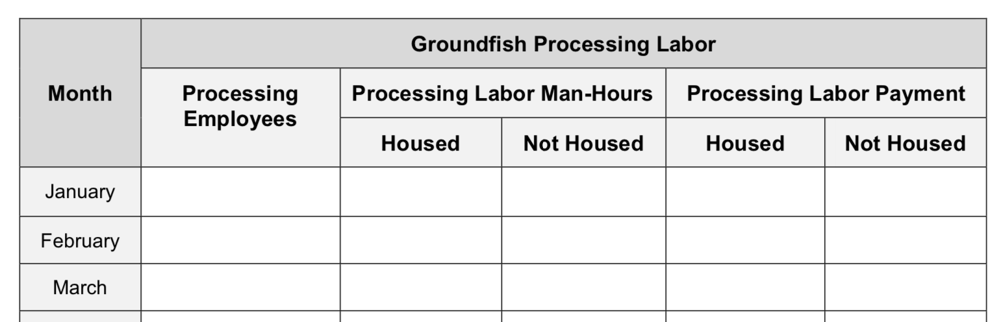 Groundfish Processing Labor
Month
Processing
Employees
Processing Labor Man-Hours
Processing Labor Payment
Housed
Not Housed
Housed
Not Housed
January
February
March